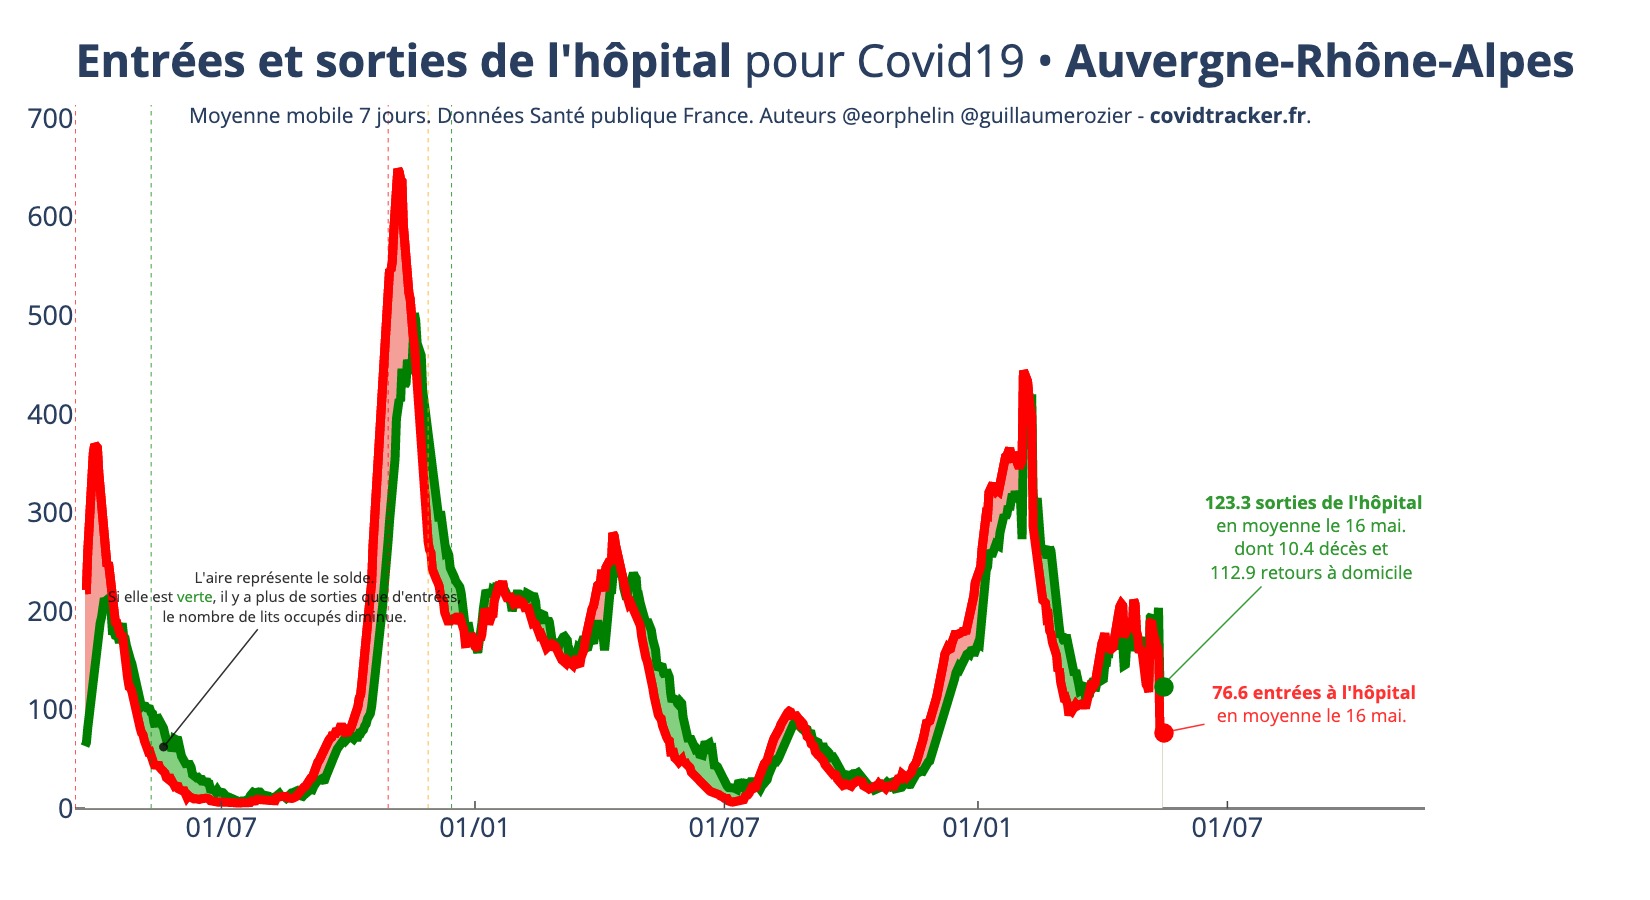 Entrées et sorties de l'hôpital pour Covid19 • Auvergne-Rhône-Alpes
Moyenne mobile 7 jours. Données Santé publique France. Auteurs @eorphelin @guillaumerozier - covidtracker.fr.
700
600
500
400
300
200
100
0
L'aire représente le solde.
Si elle est verte, il y a plus de sorties que d'entrées,
le nombre de lits occupés diminue.
123.3 sorties de l'hôpital
en moyenne le 16 mai.
dont 10.4 décès et
112.9 retours à domicile
76.6 entrées à l'hôpital
en moyenne le 16 mai.
01/07
01/01
01/07
01/01
01/07